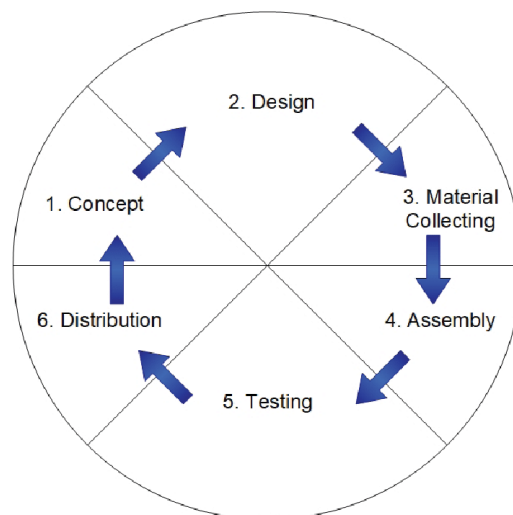 1. Concept
2. Design
3. Material
Collecting
4. Assembly
5. Testing
6. Distribution